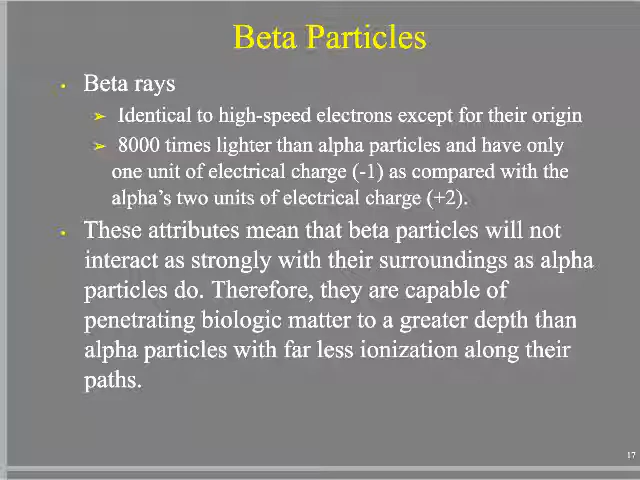 Beta Particles
• Beta rays
➢ Identical to high-speed electrons except for their origin
➢ 8000 times lighter than alpha particles and have only
one unit of electrical charge (-1) as compared with the
alpha’s two units of electrical charge (+2).
• These attributes mean that beta particles will not
interact as strongly with their surroundings as alpha
particles do. Therefore, they are capable of
penetrating biologic matter to a greater depth than
alpha particles with far less ionization along their
paths.
17